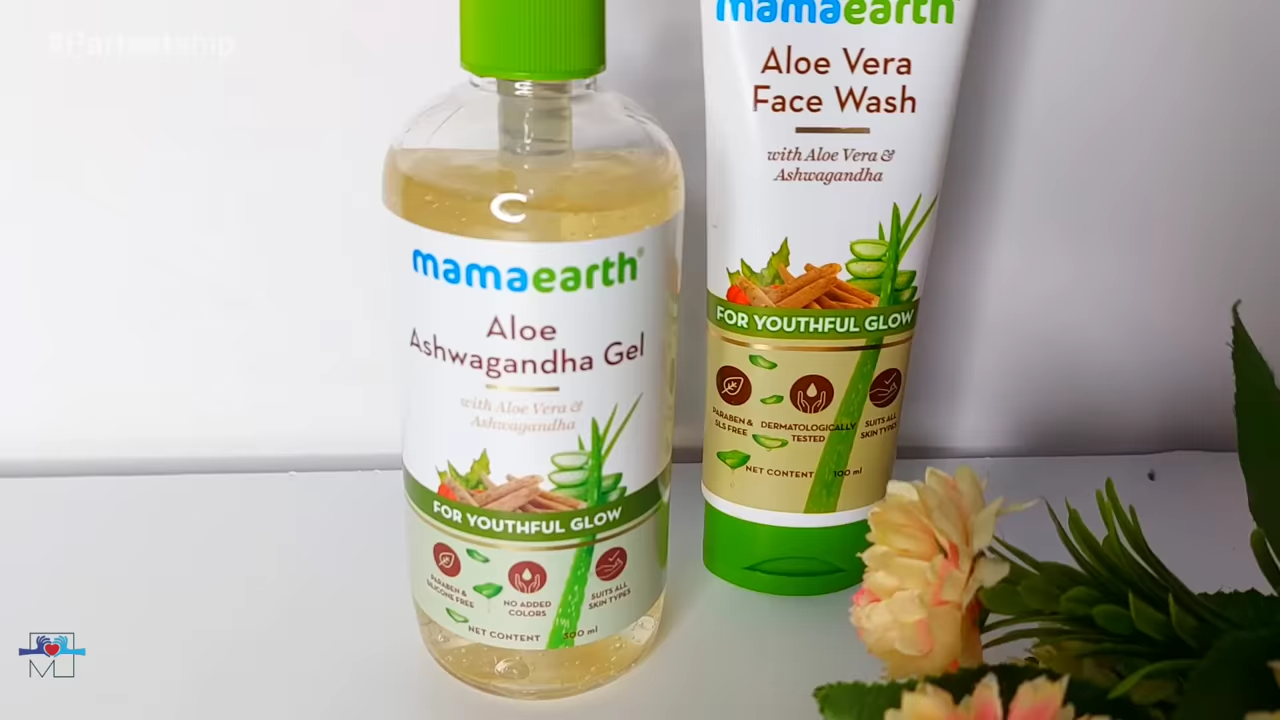 mamaearth
Aloe
Ashwagandha Gel
with Aloe Vera &
Ashwagandha
FOR YOUTHFUL GLOW
PARABEN &
SILICONE FREE
NO ADDED
COLORS
SUITS ALL
SKIN TYPES
NET CONTENT 300 ml
mamaearth
Aloe Vera
Face Wash
with Aloe Vera &
Ashwagandha
FOR YOUTHFUL GLOW
PARABEN &
SLS FREE
DERMATOLOGICALLY
TESTED
SUITS ALL
SKIN TYPES
NET CONTENT 100 ml
M